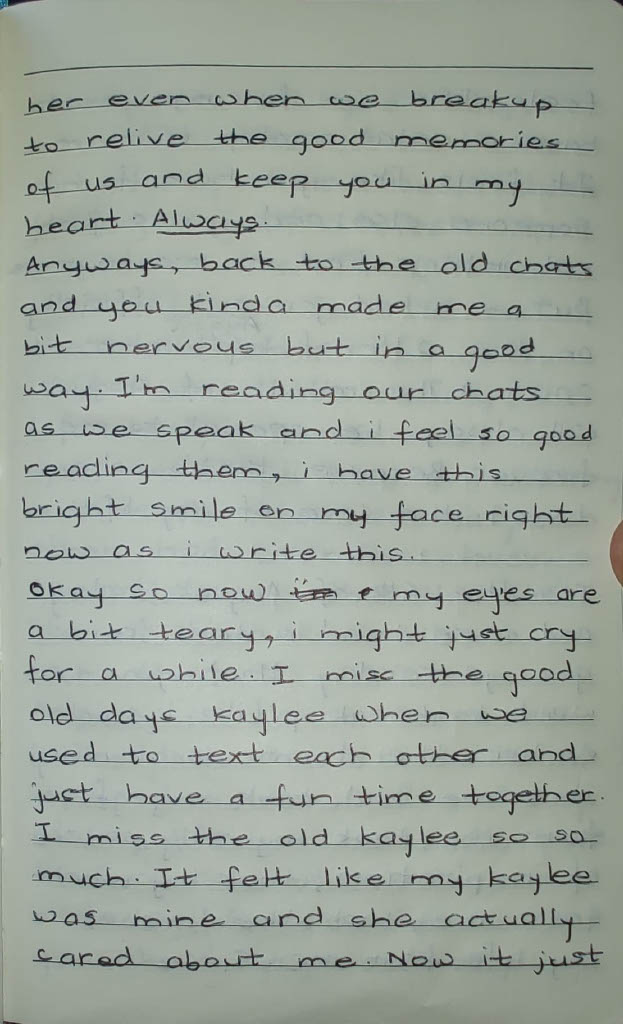 her even when we breakup
to relive the good memories
of us and keep you in my
heart. Always.
Anyways, back to the old chats
and you kinda made me a
bit nervous but in a good
way. I'm reading our chats
as we speak and i feel so good
reading them, i have this
bright smile on my face right
now as i write this.
Okay so now my eyes are
a bit teary, i might just cry
for a while. I miss the good
old days kaylee when we
used to text each other and
just have a fun time together.
I miss the old kaylee so so
much. It felt like my kaylee
was mine and she actually
cared about me. Now it just